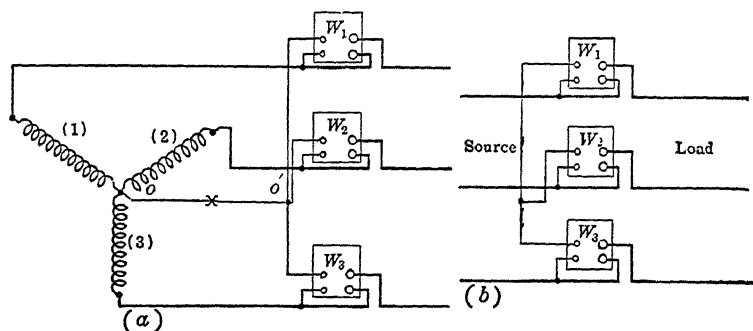 W₁
(1)
(2)
W₂
o
o'
(3)
W₃
(a)
W₁
Source
W₂
Load
W₃
(b)